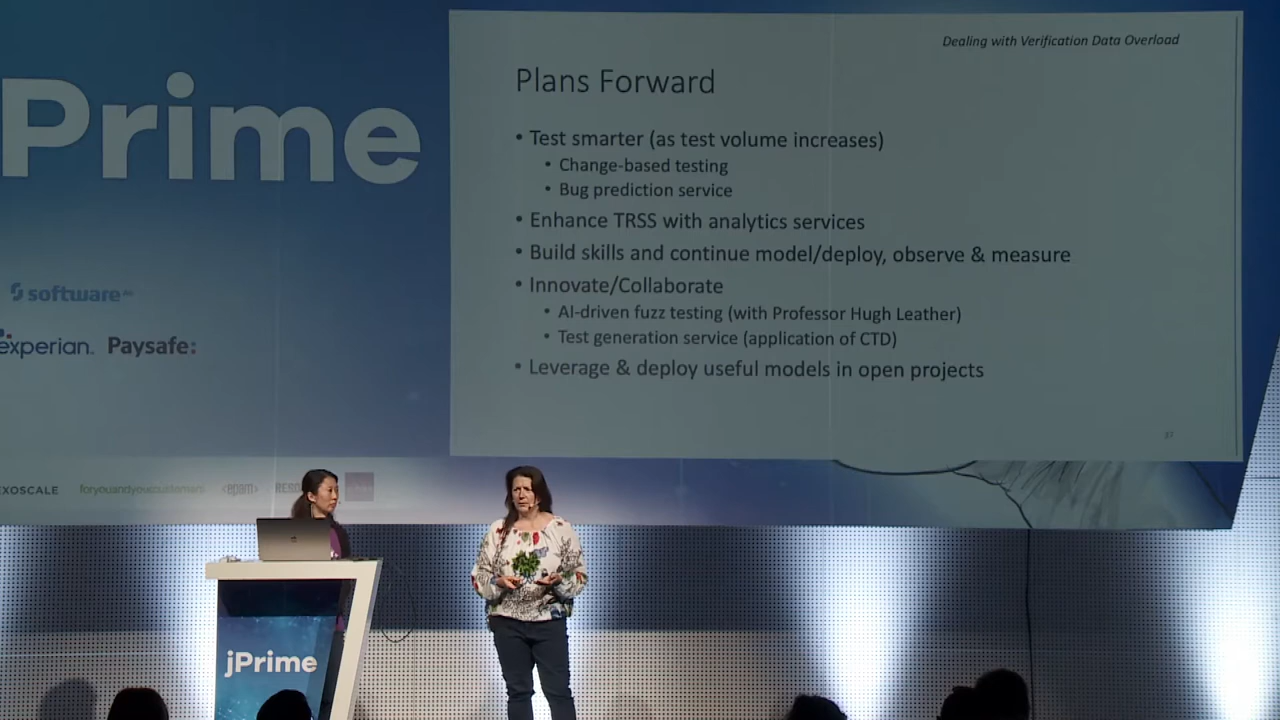 Prime
software
experian.
Paysafe:
EXOSCALE
foryouandyourcustomers
<epam>
Dealing with Verification Data Overload
Plans Forward
• Test smarter (as test volume increases)
• Change-based testing
• Bug prediction service
• Enhance TRSS with analytics services
• Build skills and continue model/deploy, observe & measure
• Innovate/Collaborate
• AI-driven fuzz testing (with Professor Hugh Leather)
• Test generation service (application of CTD)
• Leverage & deploy useful models in open projects
jPrime